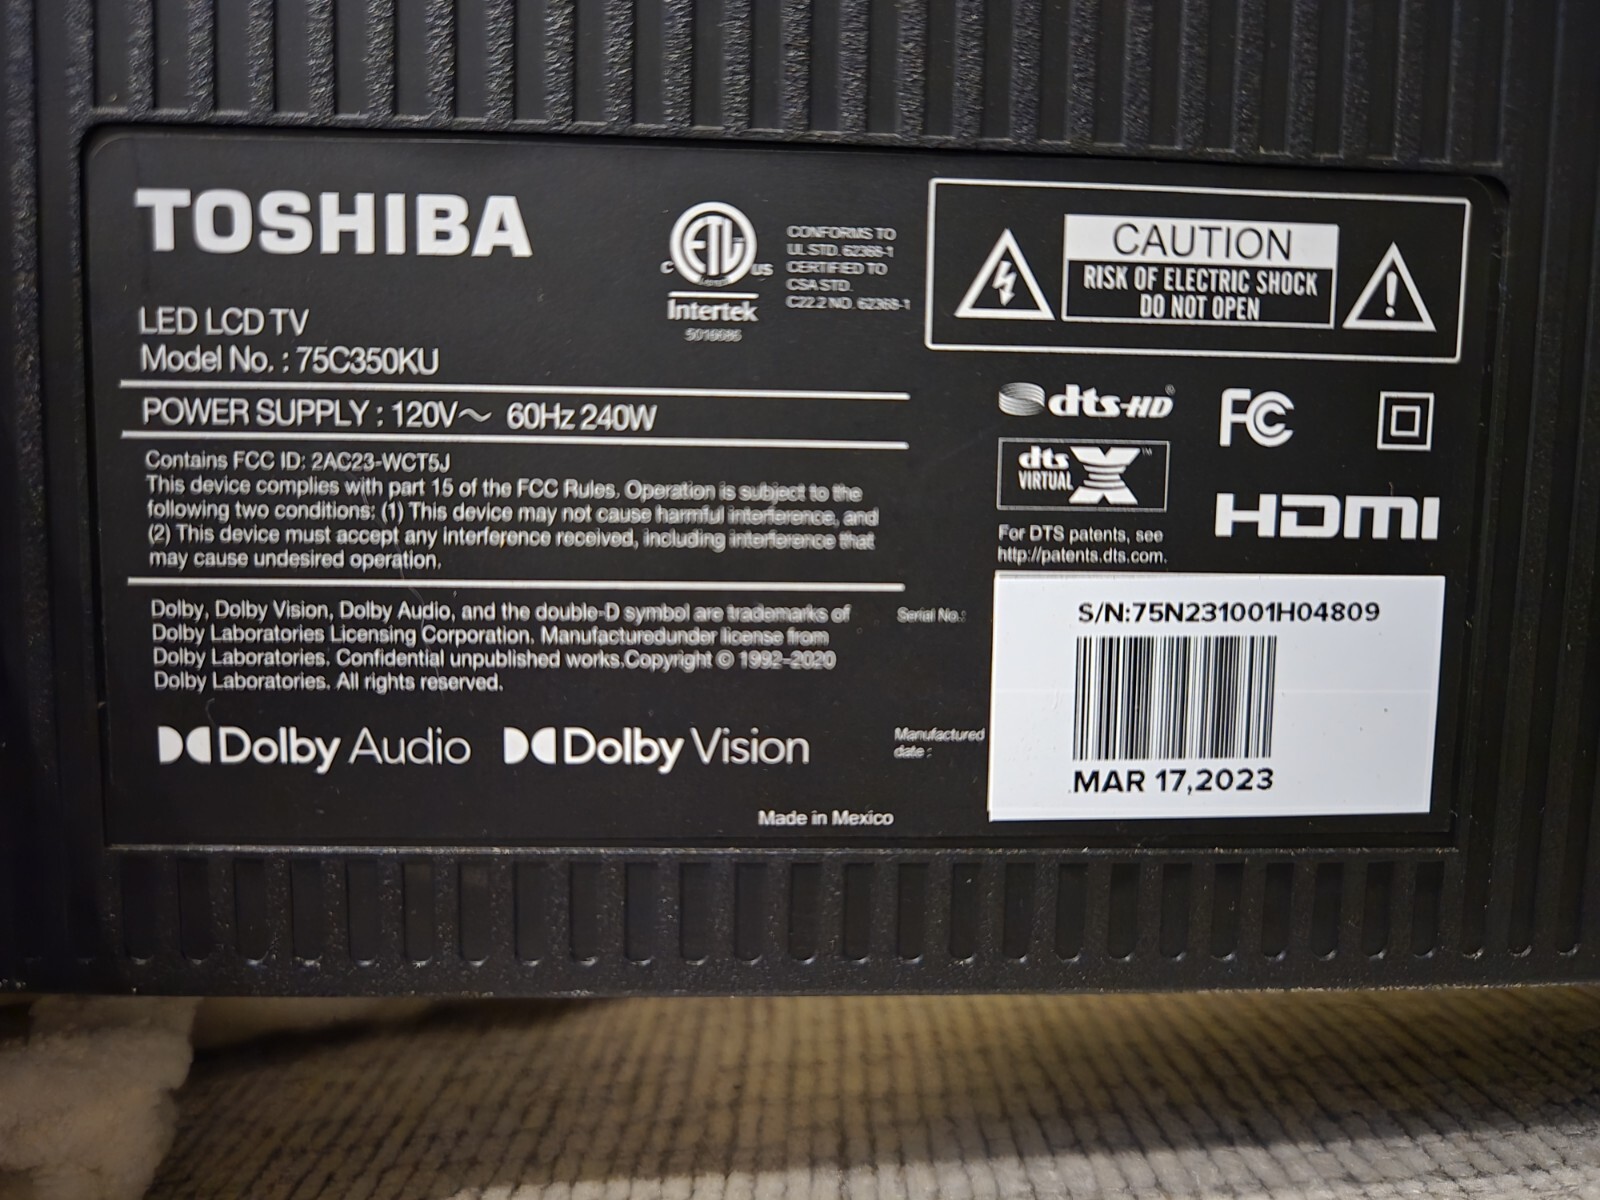 TOSHIBA
LED LCD TV
Model No. : 75C350KU
POWER SUPPLY : 120V～ 60Hz 240W
Contains FCC ID: 2AC23-WCT5J
This device complies with part 15 of the FCC Rules. Operation is subject to the
following two conditions: (1) This device may not cause harmful interference, and
(2) This device must accept any interference received, including interference that
may cause undesired operation.
Dolby, Dolby Vision, Dolby Audio, and the double-D symbol are trademarks of
Dolby Laboratories Licensing Corporation. Manufacturedunder license from
Dolby Laboratories. Confidential unpublished works.Copyright © 1992-2020
Dolby Laboratories. All rights reserved.
Dolby Audio
Dolby Vision
Made in Mexico
ETL
C US
Intertek
5016686
CONFORMS TO
UL STD. 62368-1
CERTIFIED TO
CSA STD.
C22.2 NO. 62368-1
CAUTION
RISK OF ELECTRIC SHOCK
DO NOT OPEN
dts-HD®
FC
dts VIRTUAL X™
HDMI
For DTS patents, see
http://patents.dts.com.
Serial No.:
S/N:75N231001H04809
Manufactured
date :
MAR 17,2023